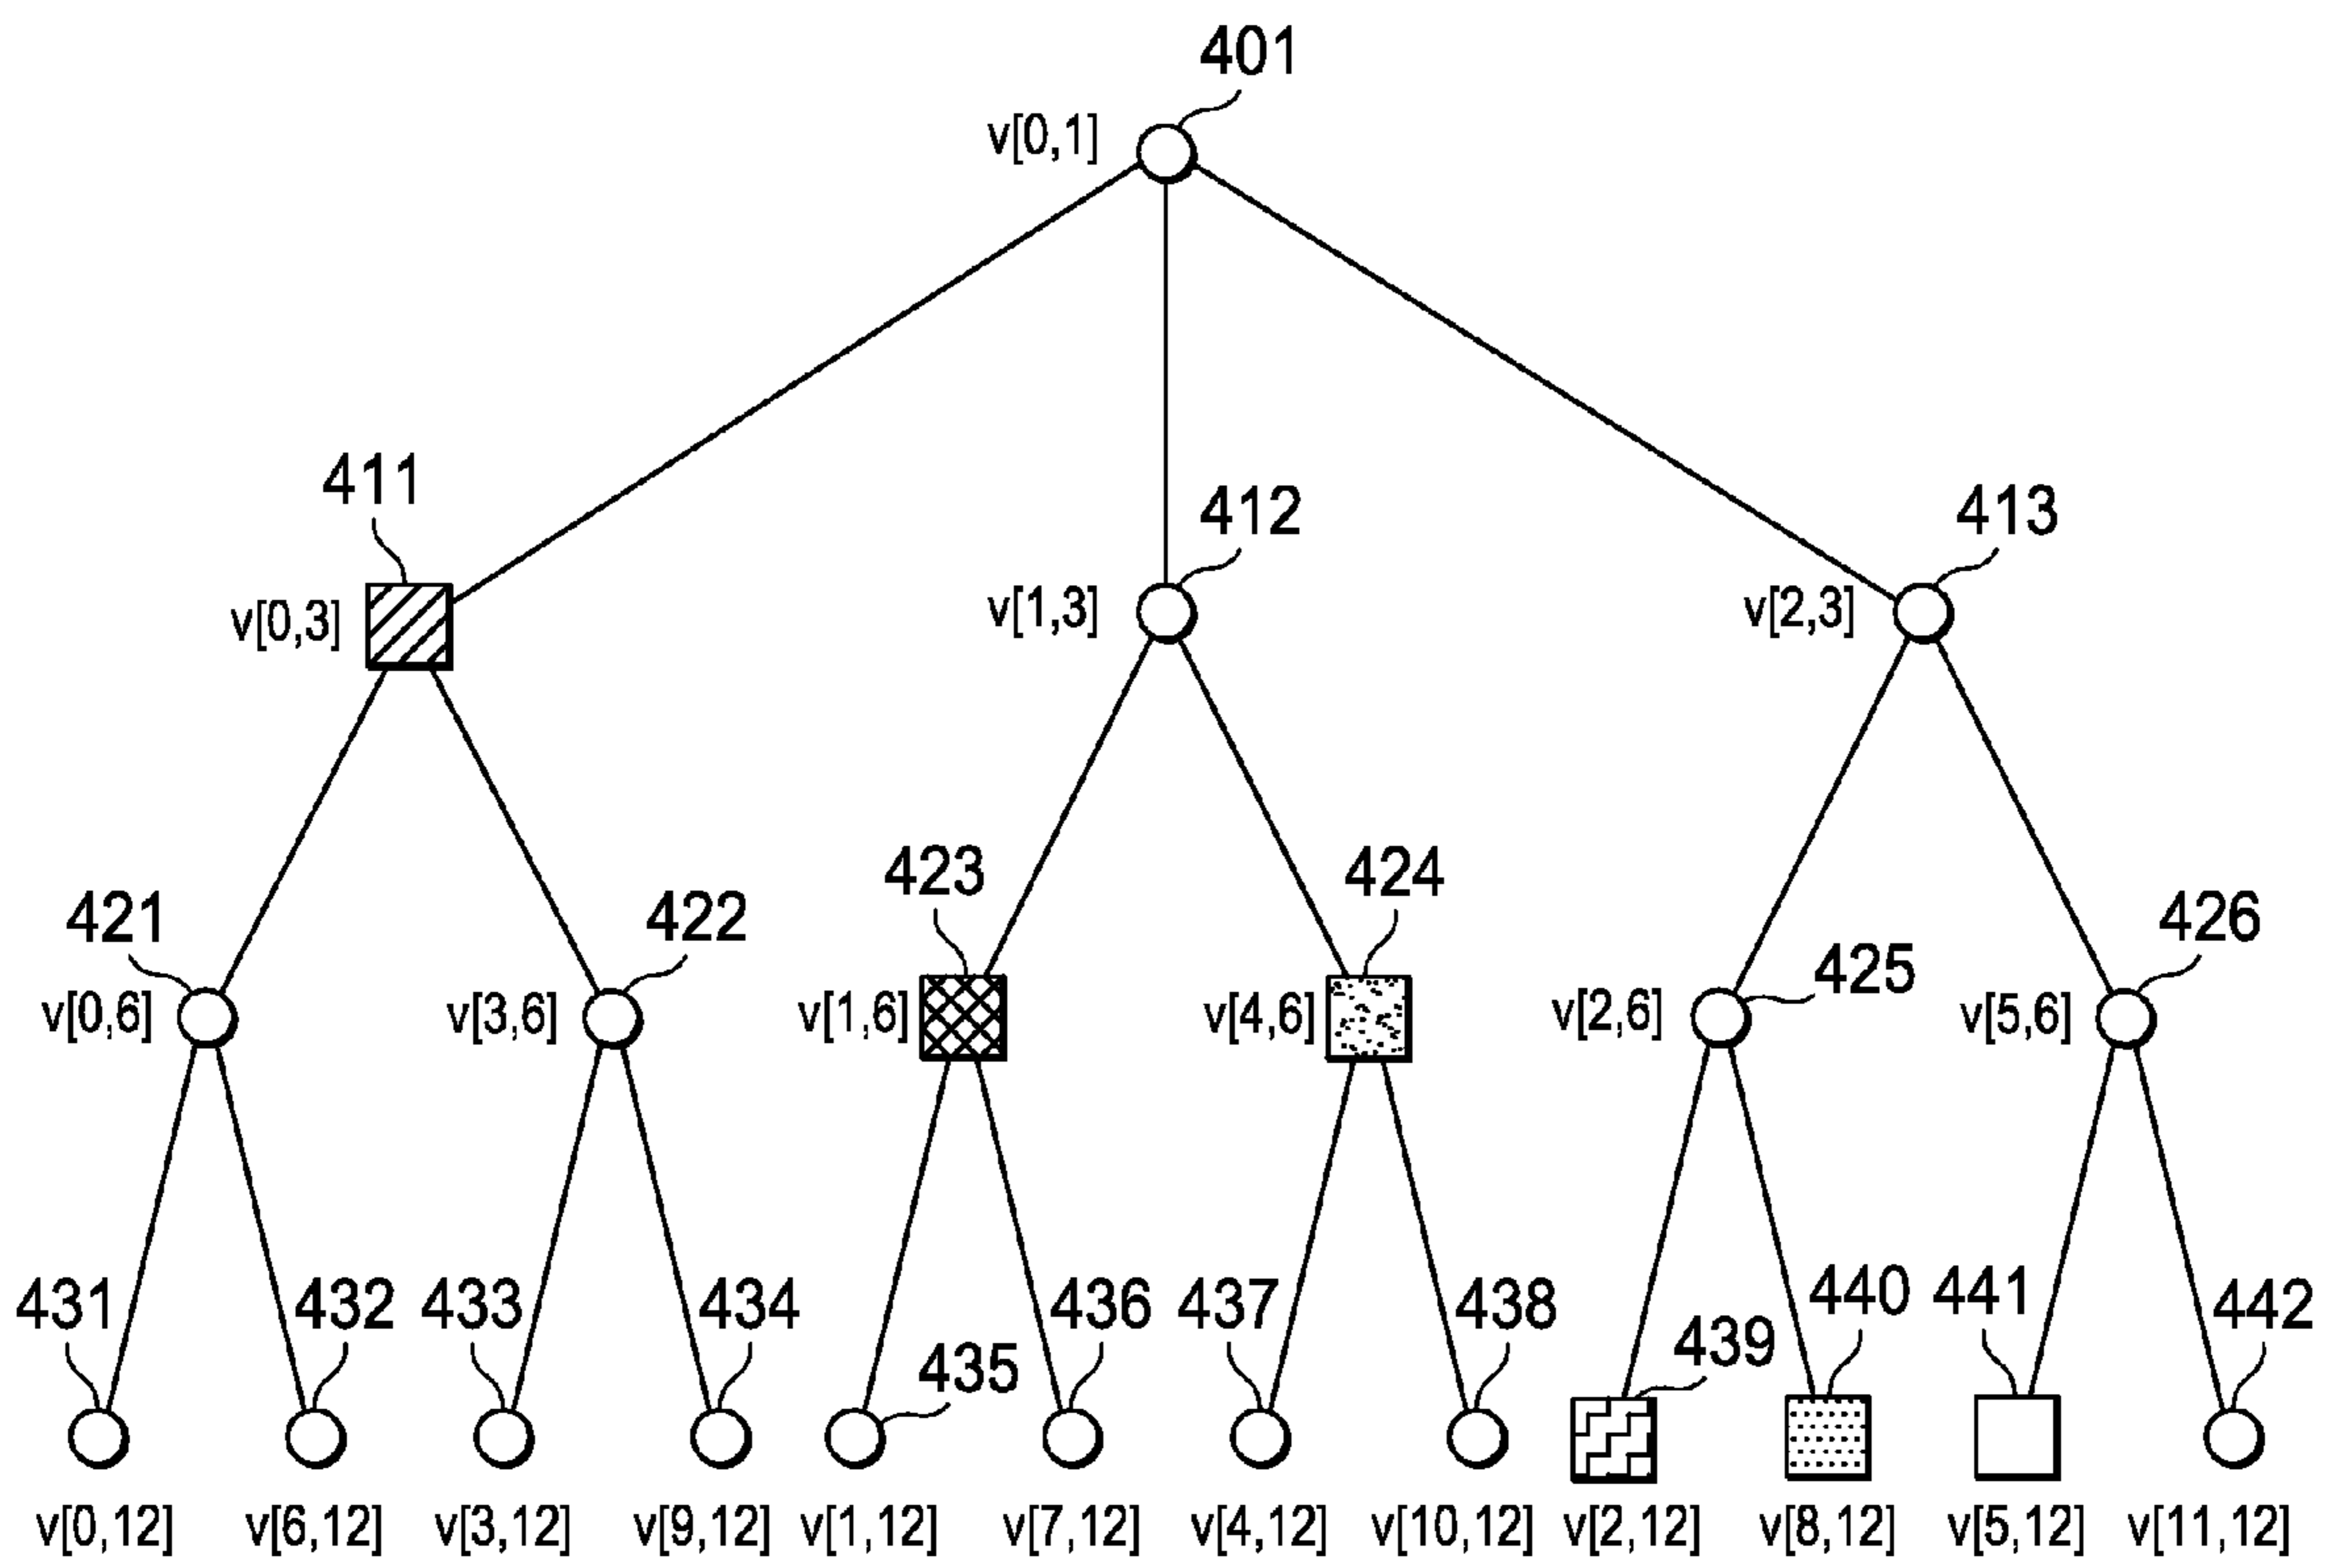 401
v[0,1]
411
412
413
v[0,3]
v[1,3]
v[2,3]
421
422
423
424
425
426
v[0,6]
v[3,6]
v[1,6]
v[4,6]
v[2,6]
v[5,6]
431
432
433
434
435
436
437
438
439
440
441
442
v[0,12]
v[6,12]
v[3,12]
v[9,12]
v[1,12]
v[7,12]
v[4,12]
v[10,12]
v[2,12]
v[8,12]
v[5,12]
v[11,12]